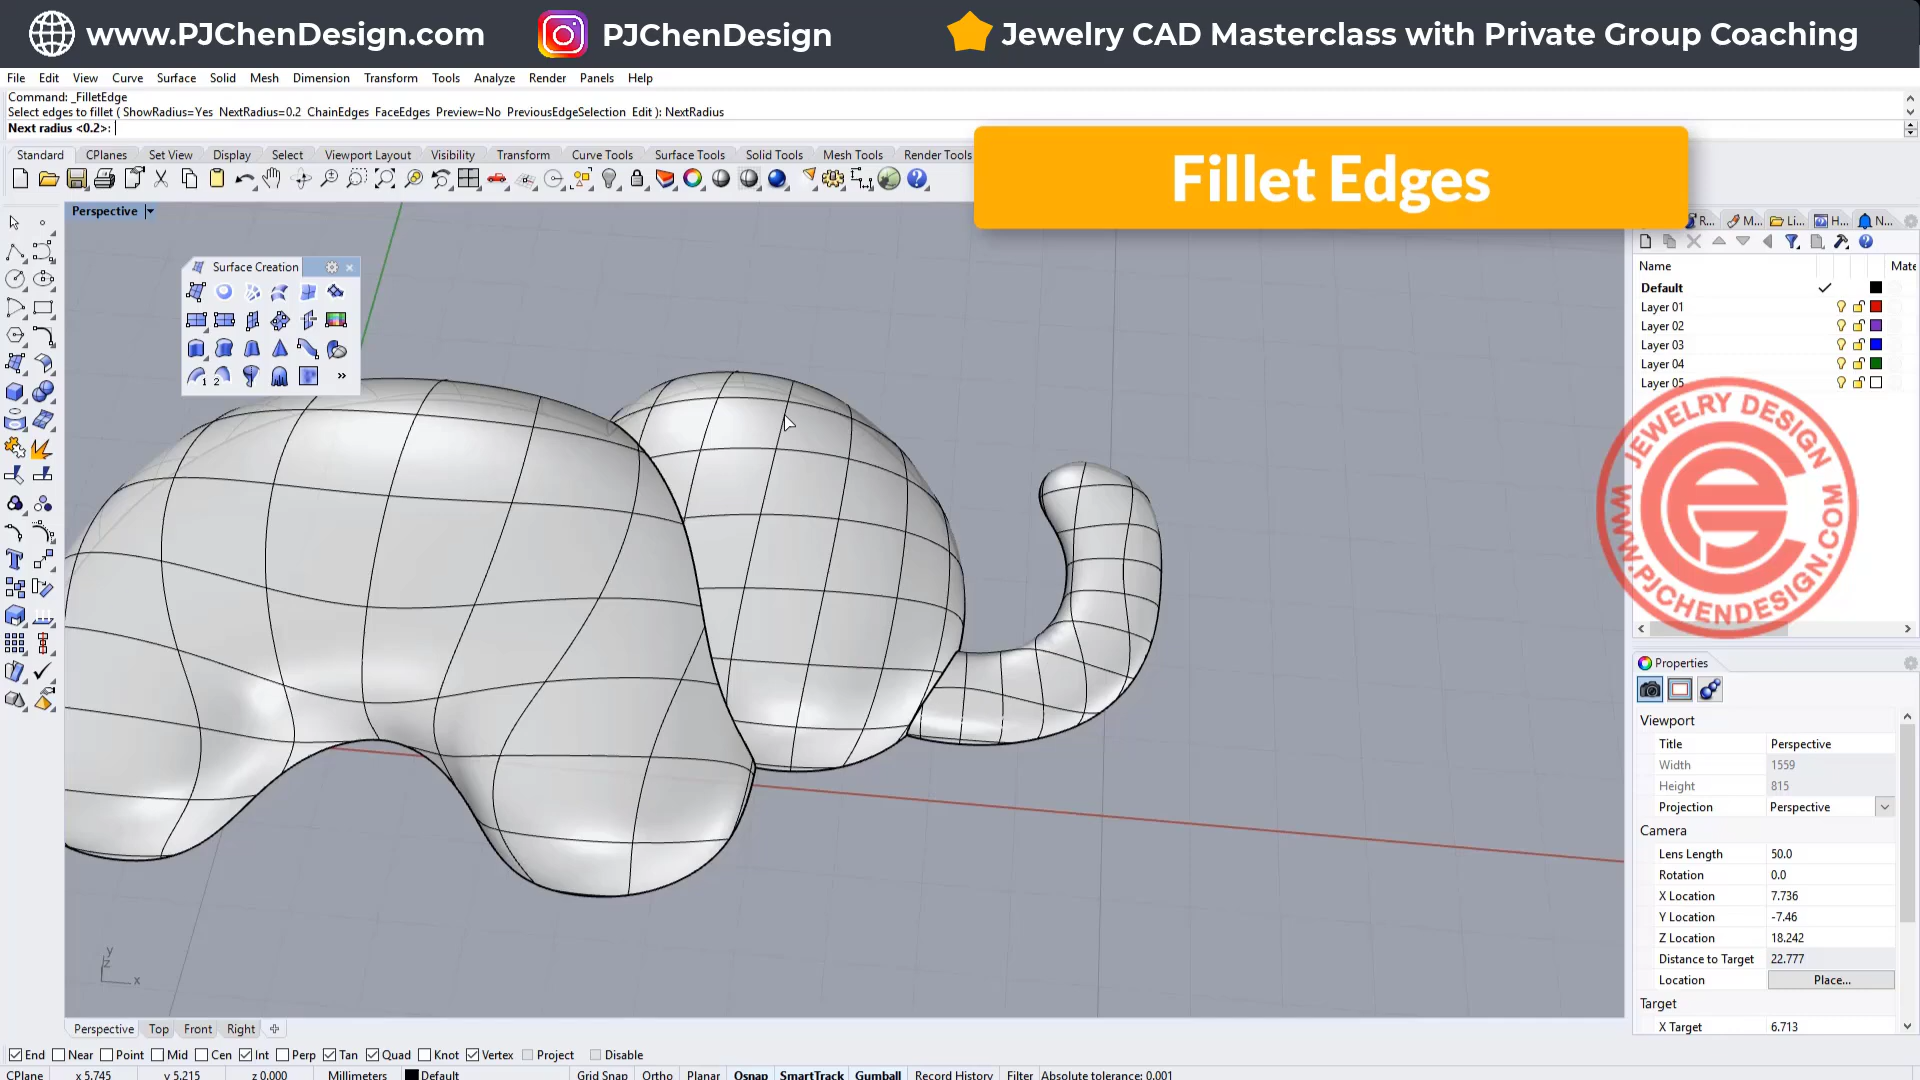 www.PJChenDesign.com PJChenDesign Jewelry CAD Masterclass with Private Group Coaching
File Edit View Curve Surface Solid Mesh Dimension Transform Tools Analyze Render Panels Help
Command: _FilletEdge
Select edges to fillet ( ShowRadius=Yes NextRadius=0.2 ChainEdges FaceEdges Preview=No PreviousEdgeSelection Edit ): NextRadius
Next radius <0.2>:
Fillet Edges
Standard CPlanes Set View Display Select Viewport Layout Visibility Transform Curve Tools Surface Tools Solid Tools Mesh Tools Render Tools
Perspective
R... M... Li... H... N...
Surface Creation
1 2 »
Name Mate
Default
Layer 01
Layer 02
Layer 03
Layer 04
Layer 05
JEWELRY DESIGN
WWW.PJCHENDESIGN.COM
Properties
Viewport
Title Perspective
Width 1559
Height 815
Projection Perspective
Camera
Lens Length 50.0
Rotation 0.0
X Location 7.736
Y Location -7.46
Z Location 18.242
Distance to Target 22.777
Location Place...
Target
X Target 6.713
y
z
x
Perspective Top Front Right
End Near Point Mid Cen Int Perp Tan Quad Knot Vertex Project Disable
CPlane x 5.745 y 5.215 z 0.000 Millimeters Default Grid Snap Ortho Planar Osnap SmartTrack Gumball Record History Filter Absolute tolerance: 0.001